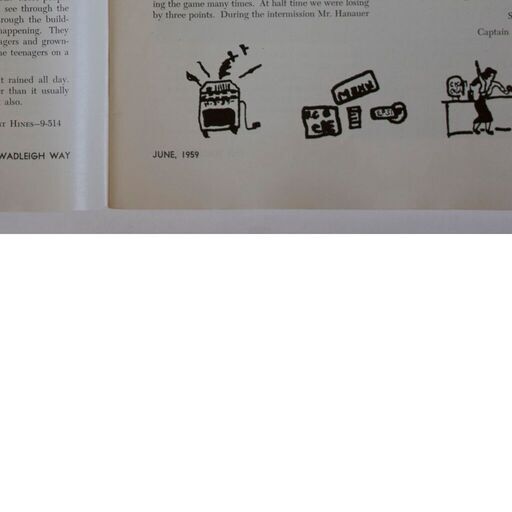 see through the
rough the build-
happening. They
agers and grown-
e teenagers on a
t rained all day.
r than it usually
also.
T HINES—9-514
WADLEIGH WAY
ing the game many times. At half time we were losing
by three points. During the intermission Mr. Hanauer
S
Captain
MENU
JUNE, 1959